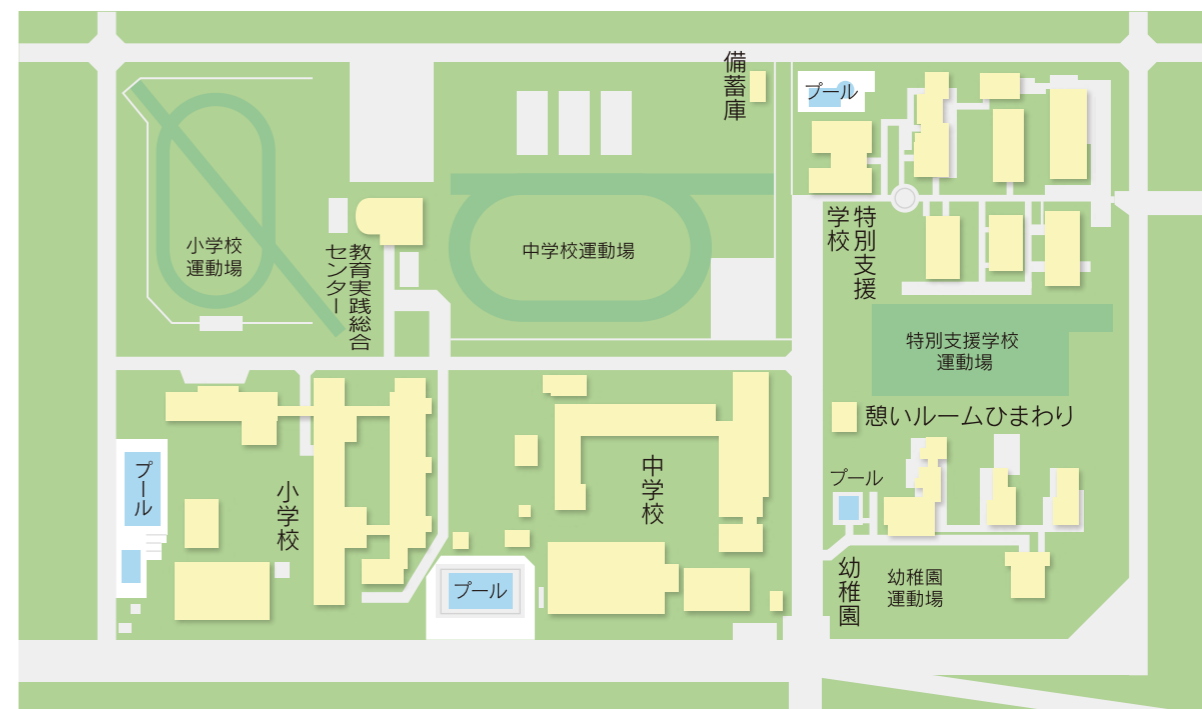 備蓄庫
プール
小学校
運動場
教育実践総合
センター
中学校運動場
特別支援
学校
特別支援学校
運動場
憩いルームひまわり
プール
小学校
中学校
プール
プール
幼稚園
幼稚園
運動場